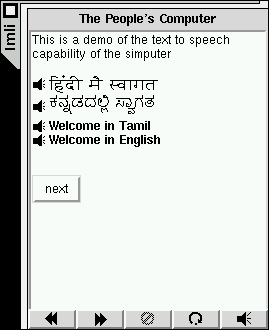 The People's Computer
Imli
This is a demo of the text to speech
capability of the simputer
हिंदी मै स्वागत
ಕನ್ನಡದಲ್ಲಿ ಸ್ವಾಗತ
Welcome in Tamil
Welcome in English
next